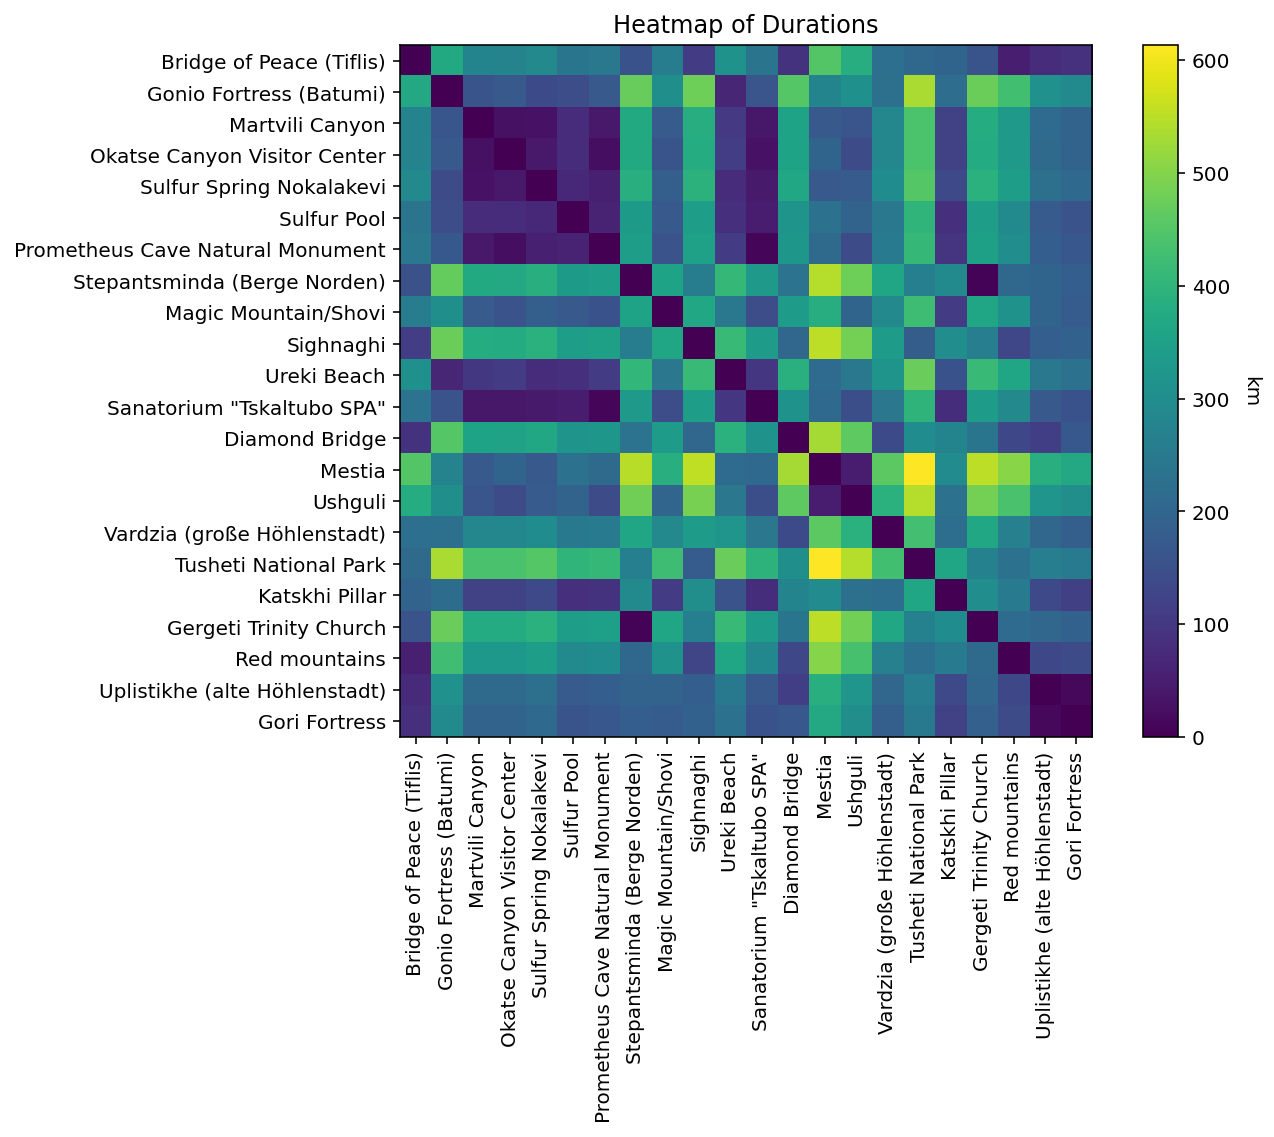 Heatmap of Durations
Bridge of Peace (Tiflis)
Gonio Fortress (Batumi)
Martvili Canyon
Okatse Canyon Visitor Center
Sulfur Spring Nokalakevi
Sulfur Pool
Prometheus Cave Natural Monument
Stepantsminda (Berge Norden)
Magic Mountain/Shovi
Sighnaghi
Ureki Beach
Sanatorium "Tskaltubo SPA"
Diamond Bridge
Mestia
Ushguli
Vardzia (große Höhlenstadt)
Tusheti National Park
Katskhi Pillar
Gergeti Trinity Church
Red mountains
Uplistikhe (alte Höhlenstadt)
Gori Fortress
Bridge of Peace (Tiflis)
Gonio Fortress (Batumi)
Martvili Canyon
Okatse Canyon Visitor Center
Sulfur Spring Nokalakevi
Sulfur Pool
Prometheus Cave Natural Monument
Stepantsminda (Berge Norden)
Magic Mountain/Shovi
Sighnaghi
Ureki Beach
Sanatorium "Tskaltubo SPA"
Diamond Bridge
Mestia
Ushguli
Vardzia (große Höhlenstadt)
Tusheti National Park
Katskhi Pillar
Gergeti Trinity Church
Red mountains
Uplistikhe (alte Höhlenstadt)
Gori Fortress
600
500
400
300
200
100
0
km